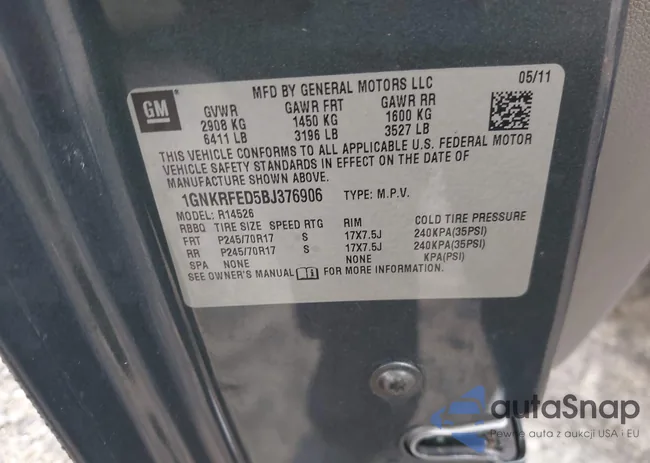 MFD BY GENERAL MOTORS LLC 05/11
GM
GVWR GAWR FRT GAWR RR
2908 KG 1450 KG 1600 KG
6411 LB 3196 LB 3527 LB
THIS VEHICLE CONFORMS TO ALL APPLICABLE U.S. FEDERAL MOTOR
VEHICLE SAFETY STANDARDS IN EFFECT ON THE DATE OF
MANUFACTURE SHOWN ABOVE.
1GNKRFED5BJ376906 TYPE: M.P.V.
MODEL: R14526
RBBQ TIRE SIZE SPEED RTG RIM COLD TIRE PRESSURE
FRT P245/70R17 S 17X7.5J 240KPA(35PSI)
RR P245/70R17 S 17X7.5J 240KPA(35PSI)
SPA NONE NONE KPA(PSI)
SEE OWNER'S MANUAL FOR MORE INFORMATION.
autaSnap
Pewne auta z aukcji USA i EU